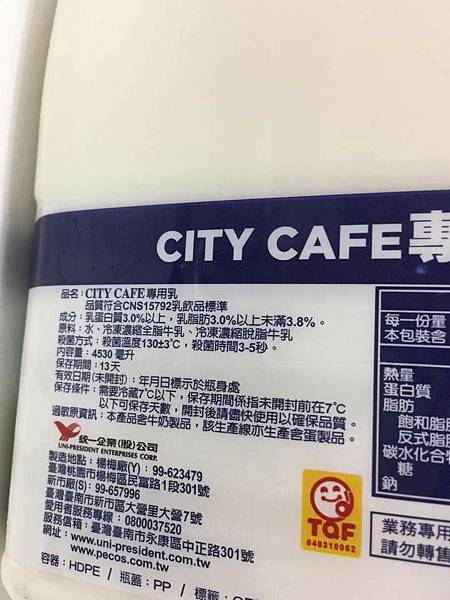 CITY CAFE專
品名：CITY CAFE專用乳
品質符合CNS15792乳飲品標準
成分：乳蛋白質3.0%以上，乳脂肪3.0%以上未滿3.8%。
原料：水、冷凍濃縮全脂牛乳、冷凍濃縮脫脂牛乳
殺菌方式：殺菌溫度130±3℃，殺菌時間3-5秒。
內容量：4530 毫升
保存期間：13天
有效日期(未開封)：年月日標示於瓶身處
保存條件：需要冷藏7℃以下，保存期間係指未開封前在7℃
以下可保存天數，開封後請儘快使用以確保品質。
過敏原資訊：本產品含牛奶製品，該生產線亦生產含蛋製品。
統一企業(股)公司
UNI-PRESIDENT ENTERPRISES CORP.
製造地點：楊梅廠(Y)：99-623479
臺灣桃園市楊梅區民富路1段301號
新市廠(S)：99-657996
臺灣臺南市新市區大營里大營7號
愛用者服務專線：0800037520
服務信箱：臺灣臺南市永康區中正路301號
網址：www.uni-president.com.tw
www.pecos.com.tw
容器：HDPE / 瓶蓋：PP / 標籤：
TQF
040310062
每一份量
本包裝含
熱量
蛋白質
脂肪
飽和脂肪
反式脂肪
碳水化合物
糖
鈉
業務專用
請勿轉售